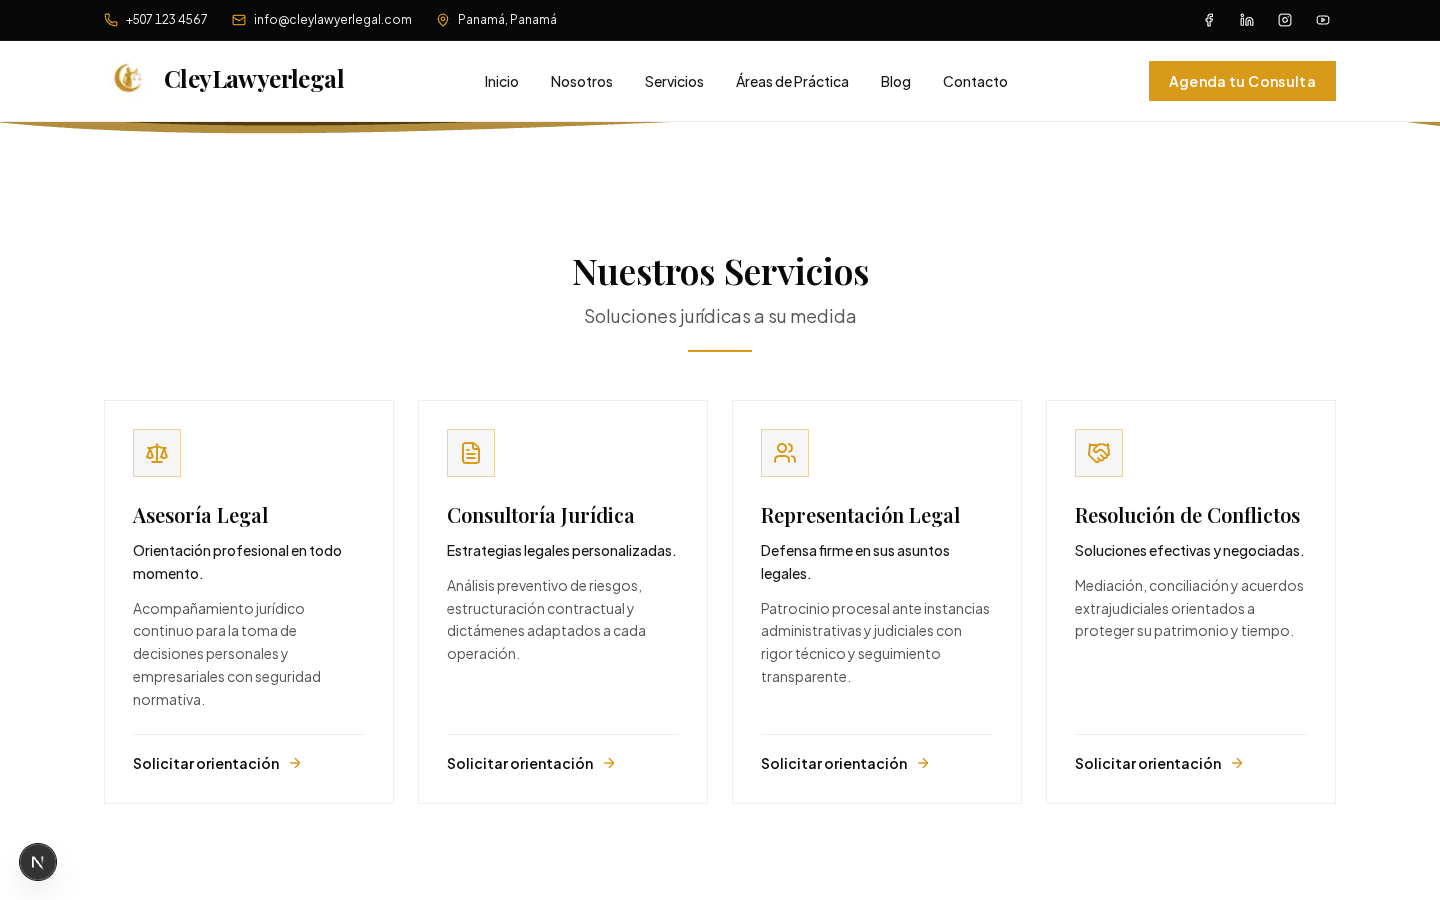 +507 123 4567
info@cleylawyerlegal.com
Panamá, Panamá
CleyLawyerlegal
Inicio
Nosotros
Servicios
Áreas de Práctica
Blog
Contacto
Agenda tu Consulta
Nuestros Servicios
Soluciones jurídicas a su medida
Asesoría Legal
Orientación profesional en todo
momento.
Acompañamiento jurídico
continuo para la toma de
decisiones personales y
empresariales con seguridad
normativa.
Solicitar orientación
Consultoría Jurídica
Estrategias legales personalizadas.
Análisis preventivo de riesgos,
estructuración contractual y
dictámenes adaptados a cada
operación.
Solicitar orientación
Representación Legal
Defensa firme en sus asuntos
legales.
Patrocinio procesal ante instancias
administrativas y judiciales con
rigor técnico y seguimiento
transparente.
Solicitar orientación
Resolución de Conflictos
Soluciones efectivas y negociadas.
Mediación, conciliación y acuerdos
extrajudiciales orientados a
proteger su patrimonio y tiempo.
Solicitar orientación
N